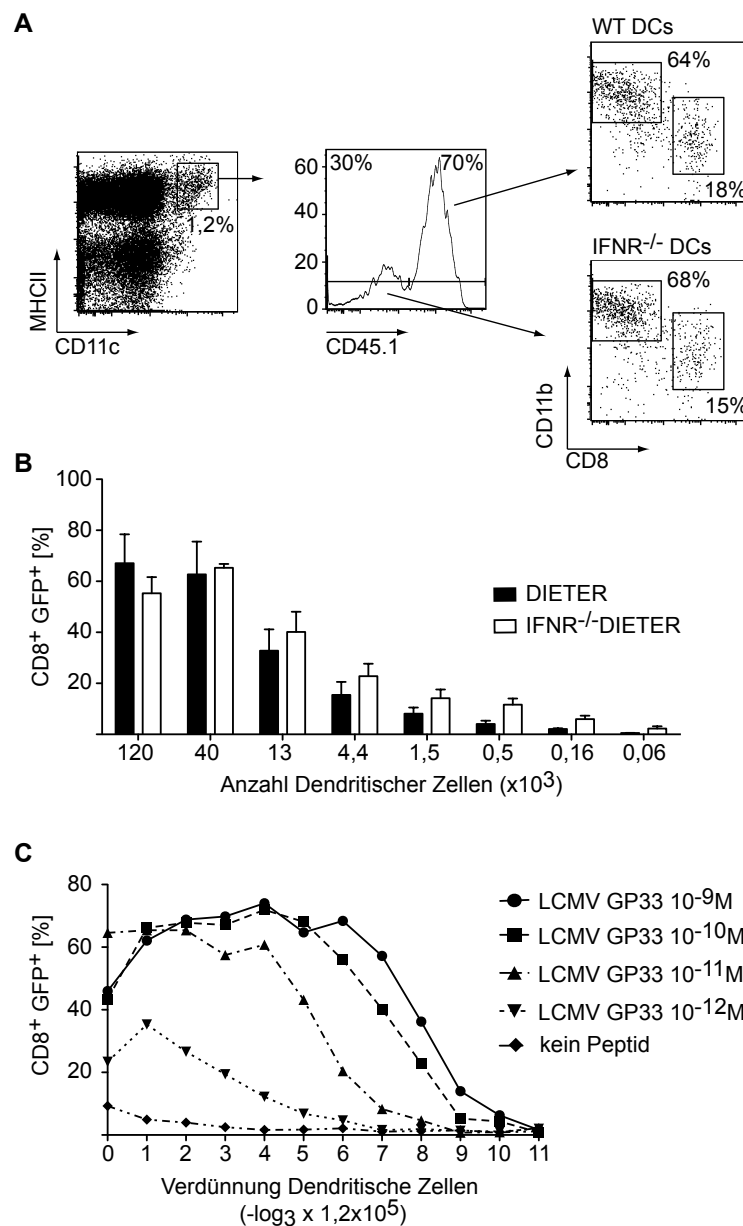 A
WT DCs
64%
18%
MHCII
1,2%
CD11c
60
40
20
0
30%
70%
CD45.1
IFNR-/- DCs
68%
15%
CD11b
CD8
B
CD8+ GFP+ [%]
100
80
60
40
20
DIETER
IFNR-/-DIETER
120 40 13 4,4 1,5 0,5 0,16 0,06
Anzahl Dendritischer Zellen (x10³)
C
CD8+ GFP+ [%]
80
60
40
20
LCMV GP33 10-9M
LCMV GP33 10-10M
LCMV GP33 10-11M
LCMV GP33 10-12M
kein Peptid
0 1 2 3 4 5 6 7 8 9 10 11
Verdünnung Dendritische Zellen
(-log3 x 1,2x105)